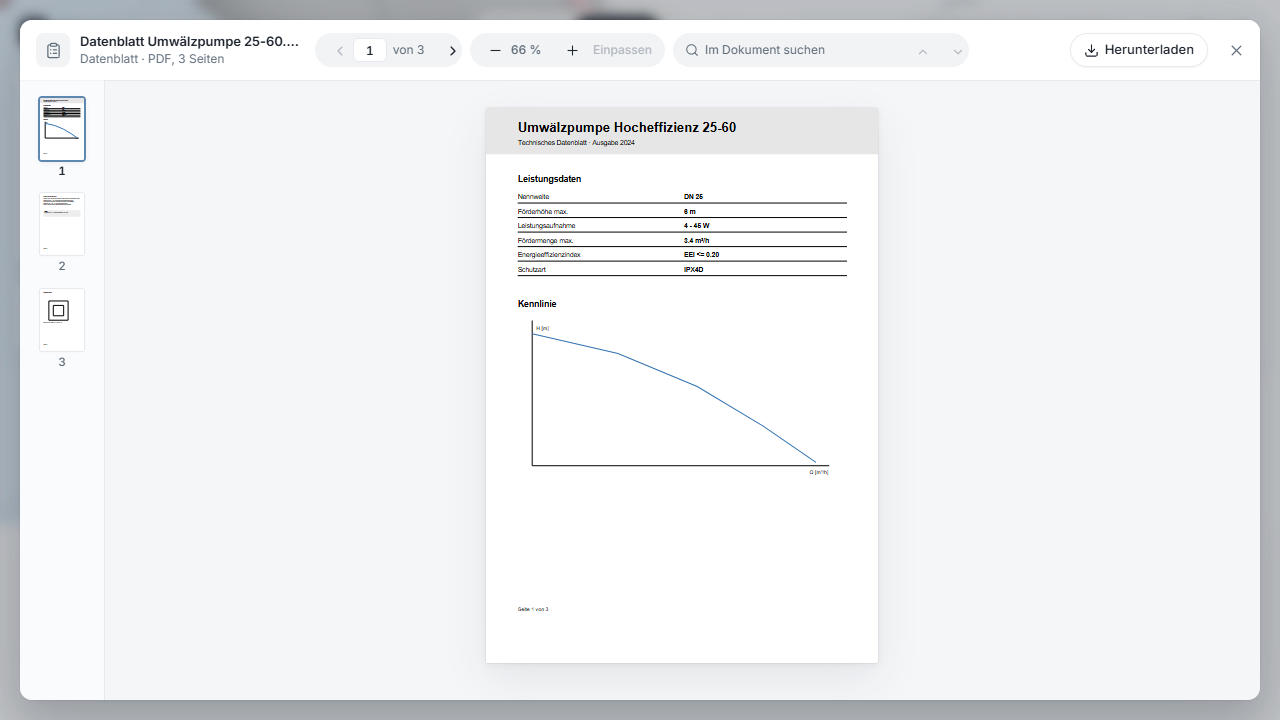 Datenblatt Umwälzpumpe 25-60....
Datenblatt · PDF, 3 Seiten
1 von 3
66 %
Einpassen
Im Dokument suchen
Herunterladen
1
2
3
Umwälzpumpe Hocheffizienz 25-60
Technisches Datenblatt · Ausgabe 2024
Leistungsdaten
Nennweite DN 25
Förderhöhe max. 6 m
Leistungsaufnahme 4 - 45 W
Fördermenge max. 3.4 m³/h
Energieeffizienzindex EEI <= 0.20
Schutzart IPX4D
Kennlinie
H [m]
Q [m³/h]
Seite 1 von 3